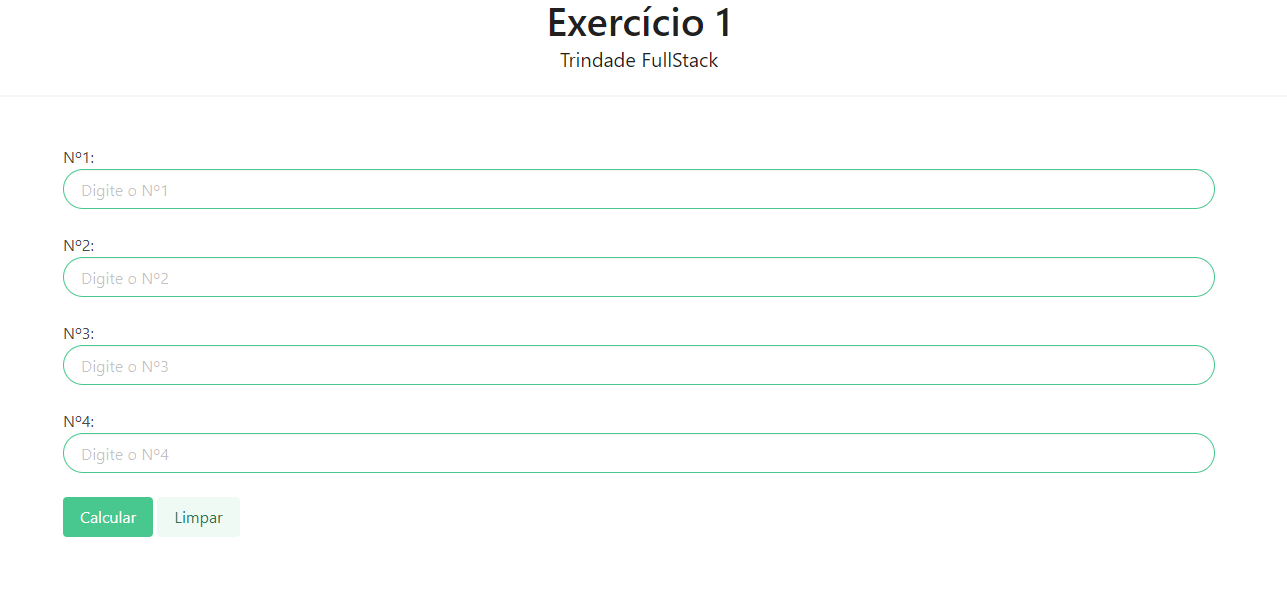 Exercício 1
Trindade FullStack
Nº1:
Digite o Nº1
Nº2:
Digite o Nº2
Nº3:
Digite o Nº3
Nº4:
Digite o Nº4
Calcular Limpar